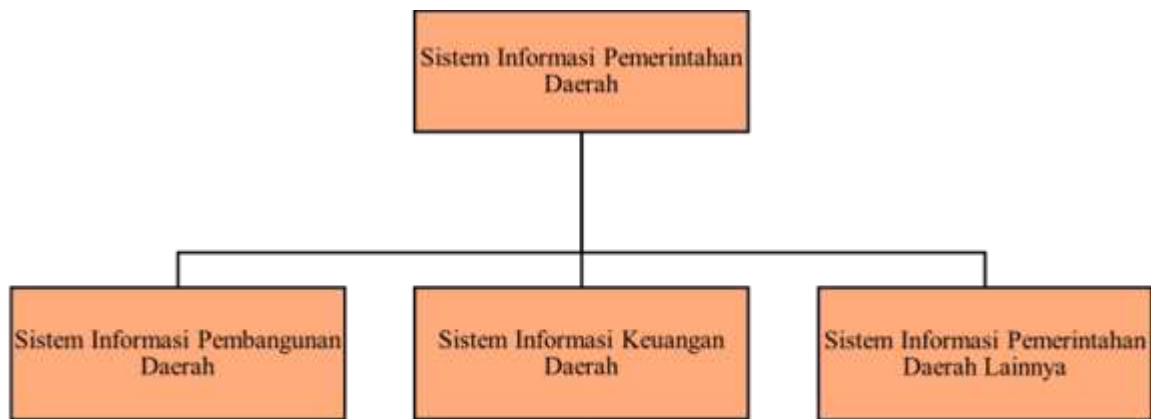 Sistem Informasi Pemerintahan
Daerah
Sistem Informasi Pembangunan
Daerah
Sistem Informasi Keuangan
Daerah
Sistem Informasi Pemerintahan
Daerah Lainnya